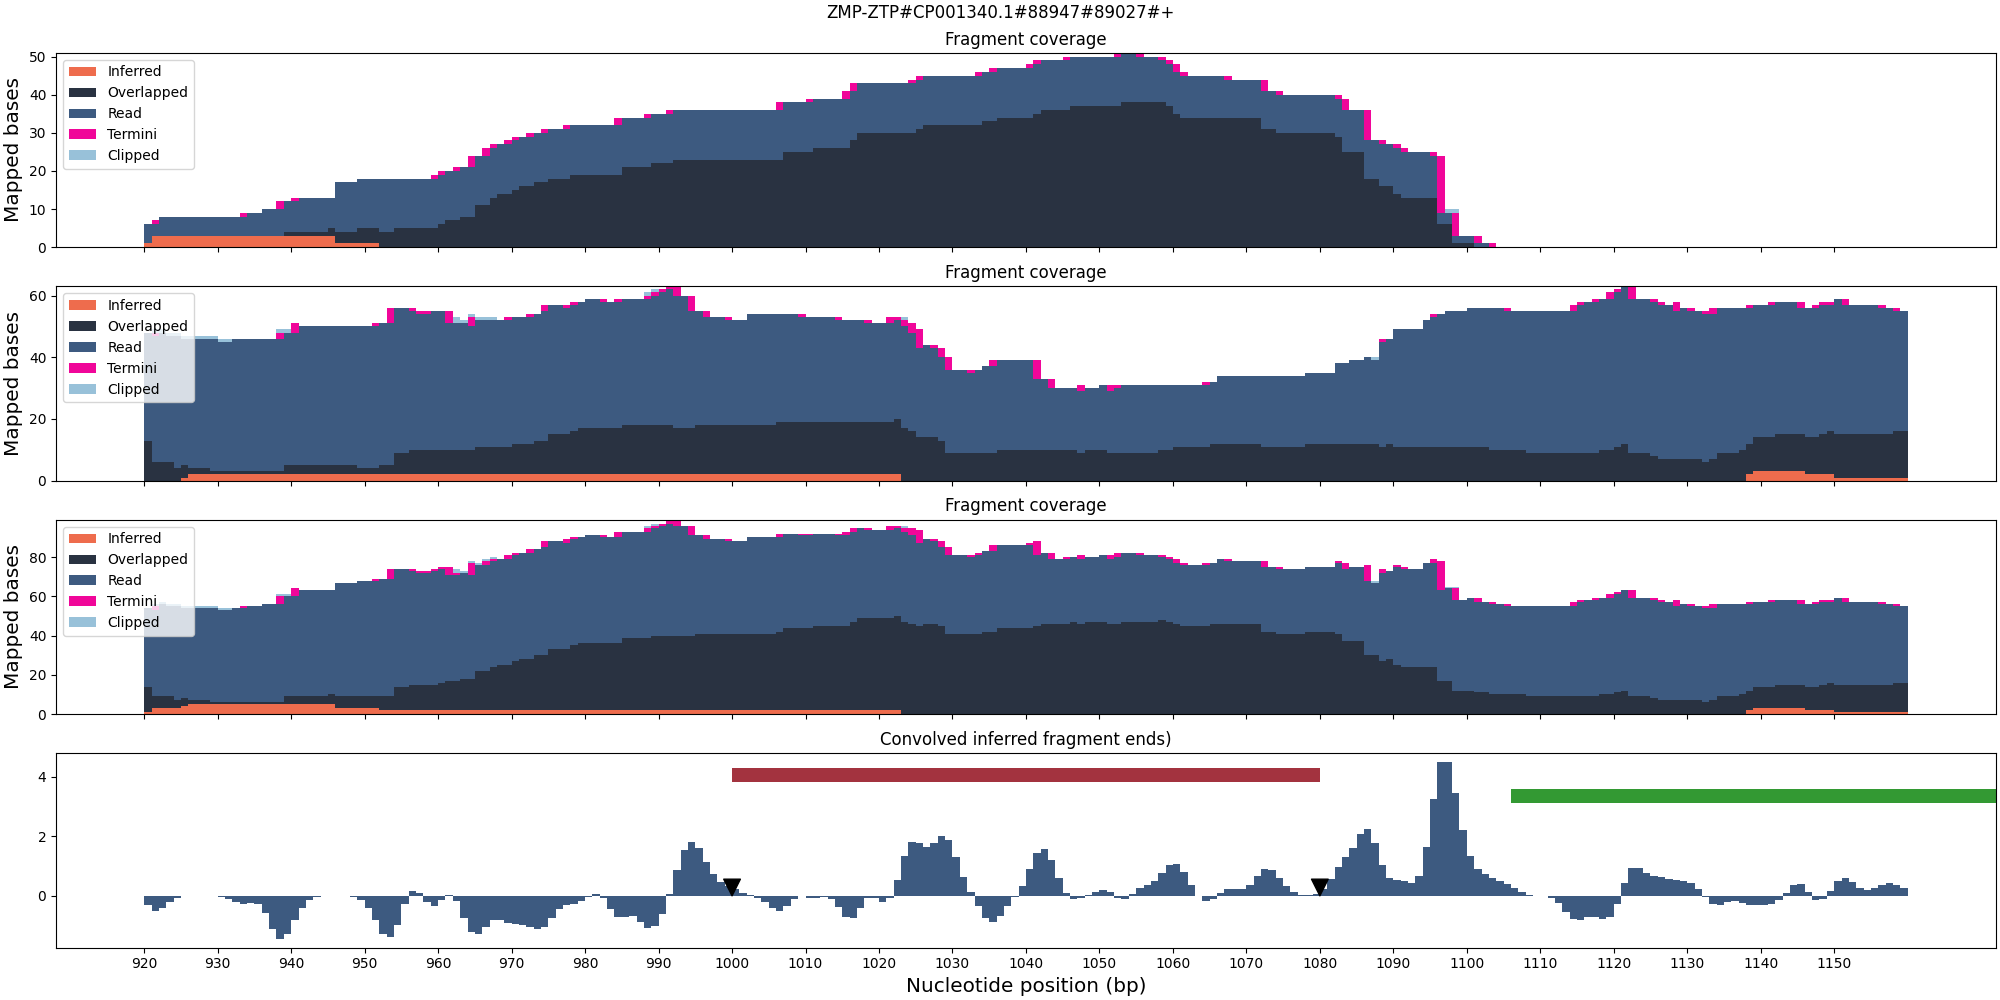 ZMP-ZTP#CP001340.1#88947#89027#+
Fragment coverage
Mapped bases
50
40
30
20
10
0
Inferred
Overlapped
Read
Termini
Clipped
Fragment coverage
Mapped bases
60
40
20
0
Inferred
Overlapped
Read
Termini
Clipped
Fragment coverage
Mapped bases
80
60
40
20
0
Inferred
Overlapped
Read
Termini
Clipped
Convolved inferred fragment ends)
4
2
0
920 930 940 950 960 970 980 990 1000 1010 1020 1030 1040 1050 1060 1070 1080 1090 1100 1110 1120 1130 1140 1150
Nucleotide position (bp)